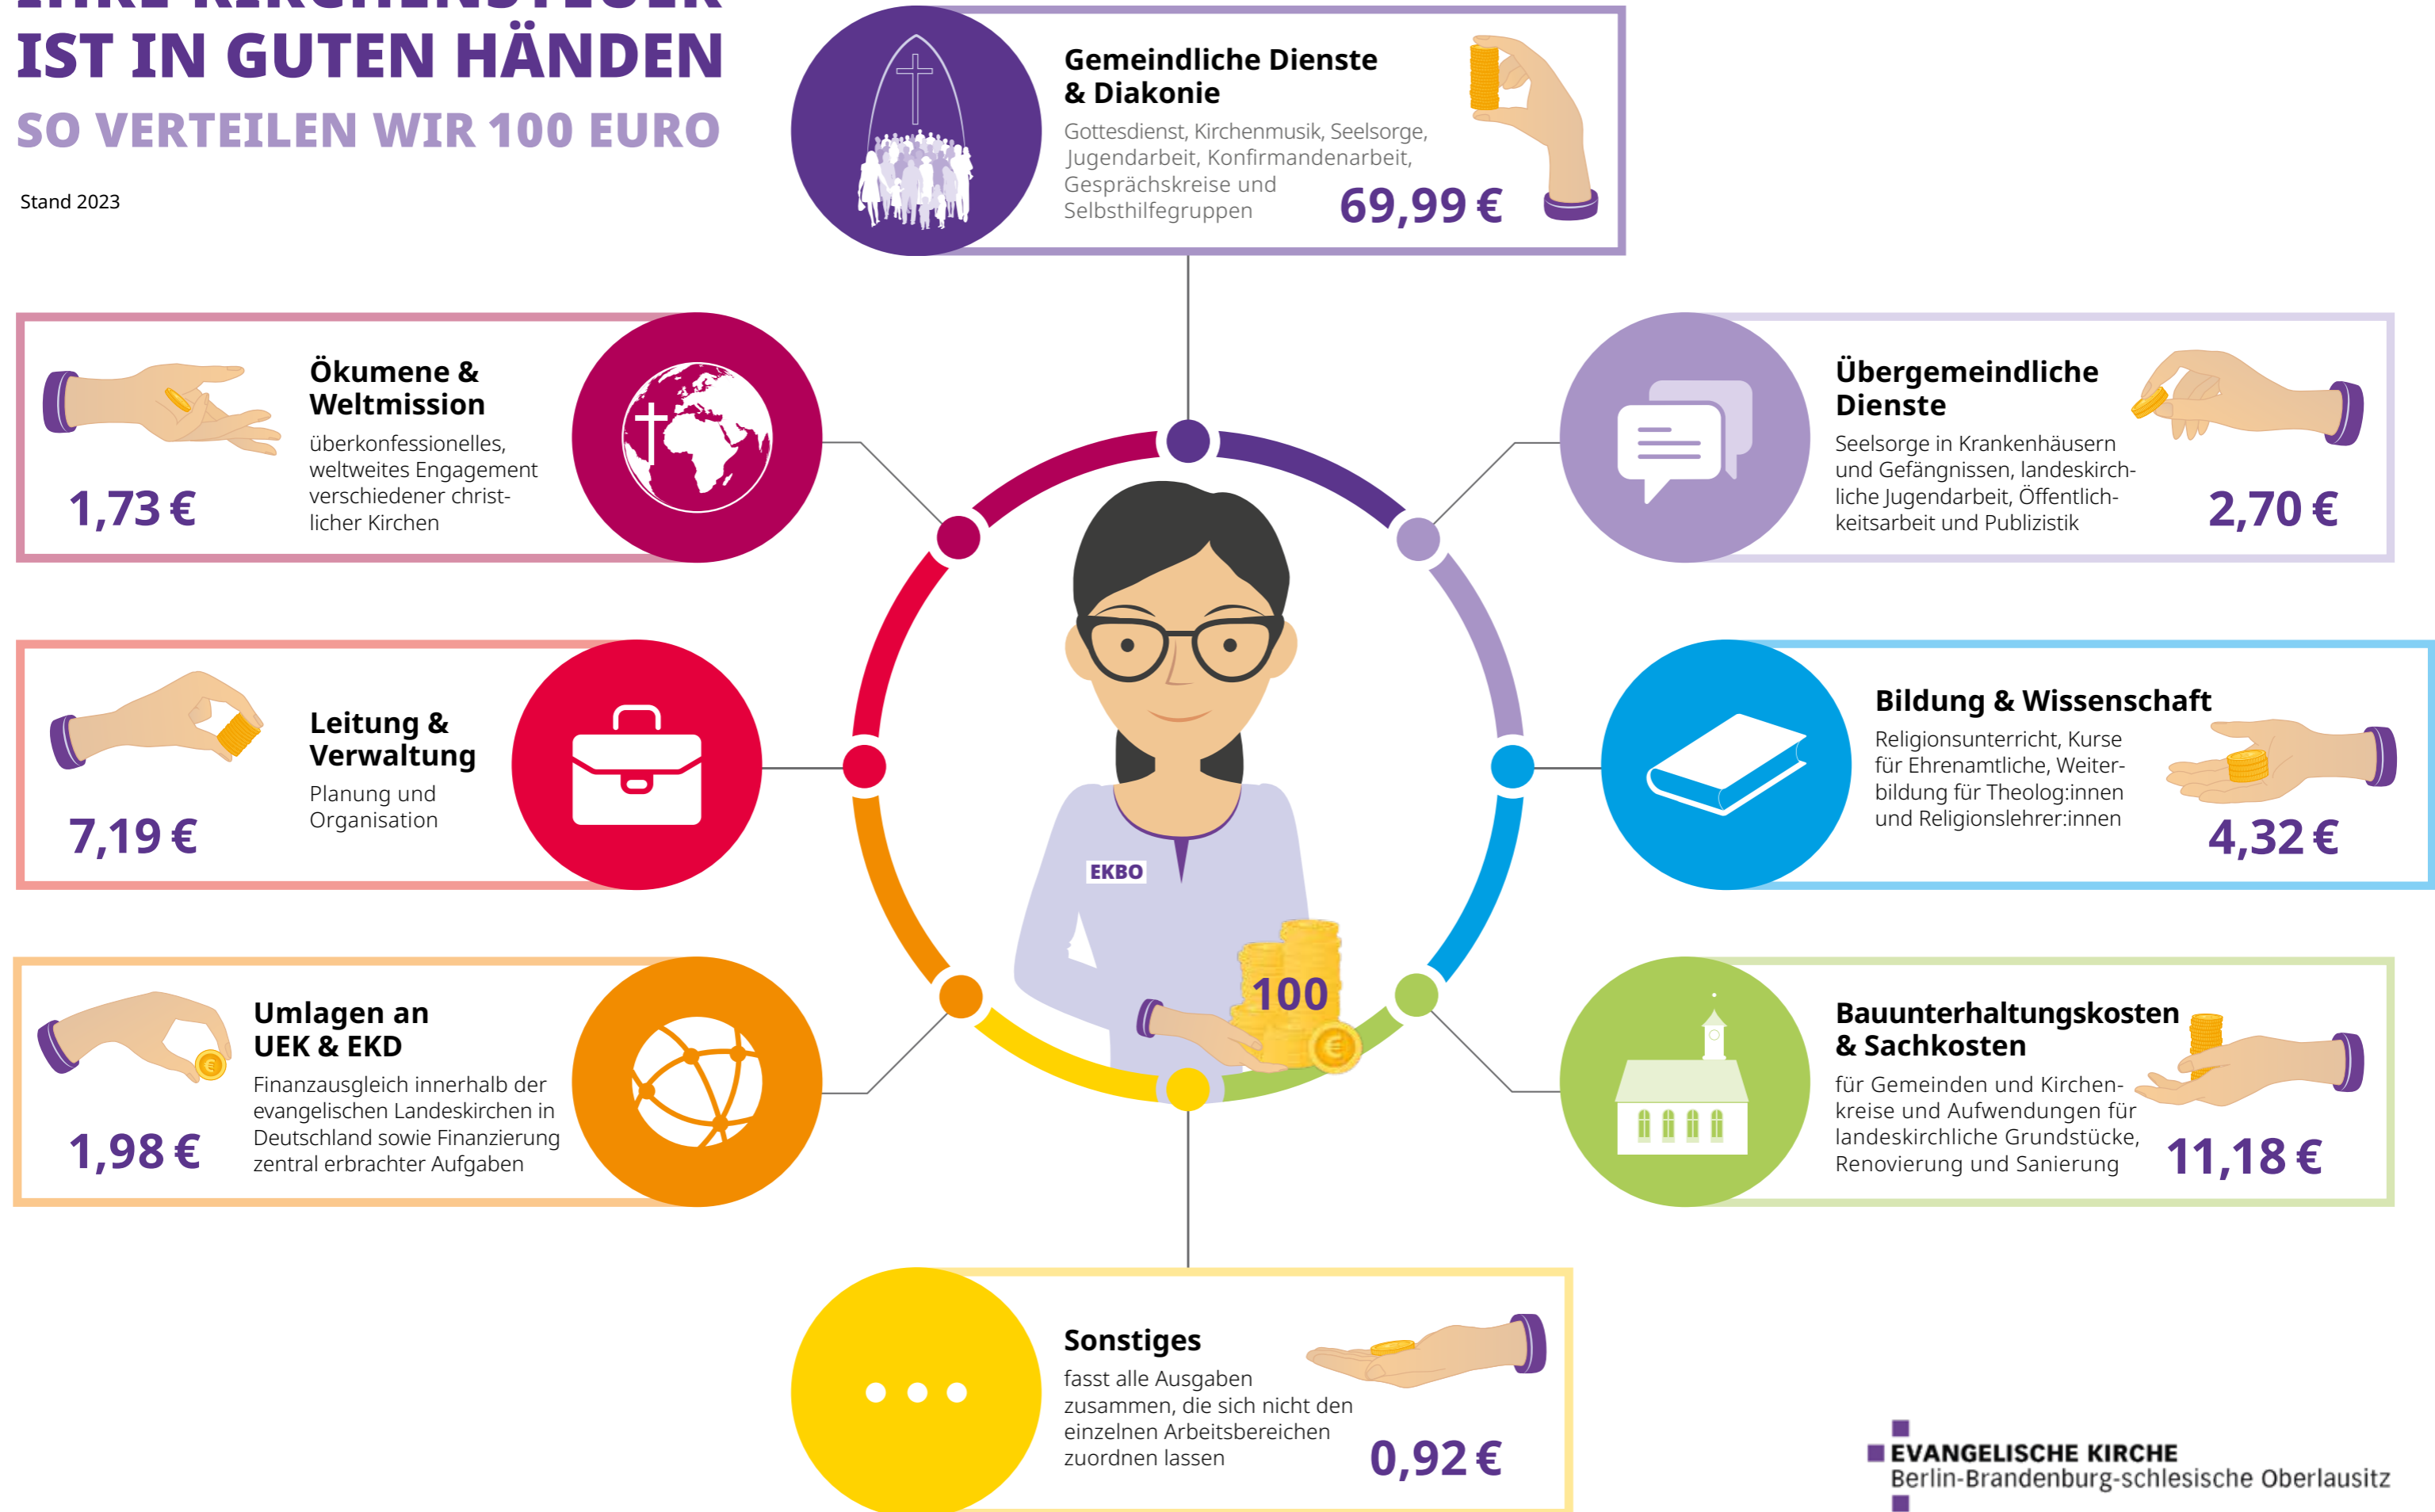 IHRE KIRCHENSTEUER
IST IN GUTEN HÄNDEN
SO VERTEILEN WIR 100 EURO
Stand 2023
Gemeindliche Dienste
& Diakonie
Gottesdienst, Kirchenmusik, Seelsorge,
Jugendarbeit, Konfirmandenarbeit,
Gesprächskreise und
Selbsthilfegruppen
69,99 €
Ökumene &
Weltmission
überkonfessionelles,
weltweites Engagement
verschiedener christ-
licher Kirchen
1,73 €
Übergemeindliche
Dienste
Seelsorge in Krankenhäusern
und Gefängnissen, landeskirch-
liche Jugendarbeit, Öffentlich-
keitsarbeit und Publizistik
2,70 €
Leitung &
Verwaltung
Planung und
Organisation
7,19 €
Bildung & Wissenschaft
Religionsunterricht, Kurse
für Ehrenamtliche, Weiter-
bildung für Theolog:innen
und Religionslehrer:innen
4,32 €
EKBO
100
€
Umlagen an
UEK & EKD
Finanzausgleich innerhalb der
evangelischen Landeskirchen in
Deutschland sowie Finanzierung
zentral erbrachter Aufgaben
1,98 €
€
Bauunterhaltungskosten
& Sachkosten
für Gemeinden und Kirchen-
kreise und Aufwendungen für
landeskirchliche Grundstücke,
Renovierung und Sanierung
11,18 €
Sonstiges
fasst alle Ausgaben
zusammen, die sich nicht den
einzelnen Arbeitsbereichen
zuordnen lassen
0,92 €
EVANGELISCHE KIRCHE
Berlin-Brandenburg-schlesische Oberlausitz